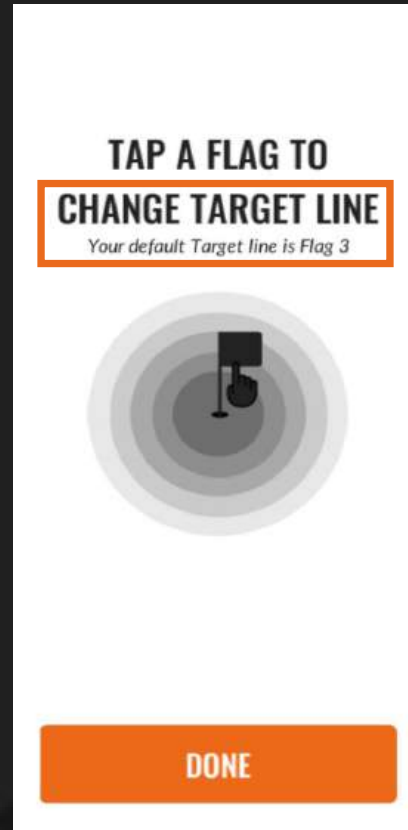 TAP A FLAG TO
CHANGE TARGET LINE
Your default Target line is Flag 3
DONE